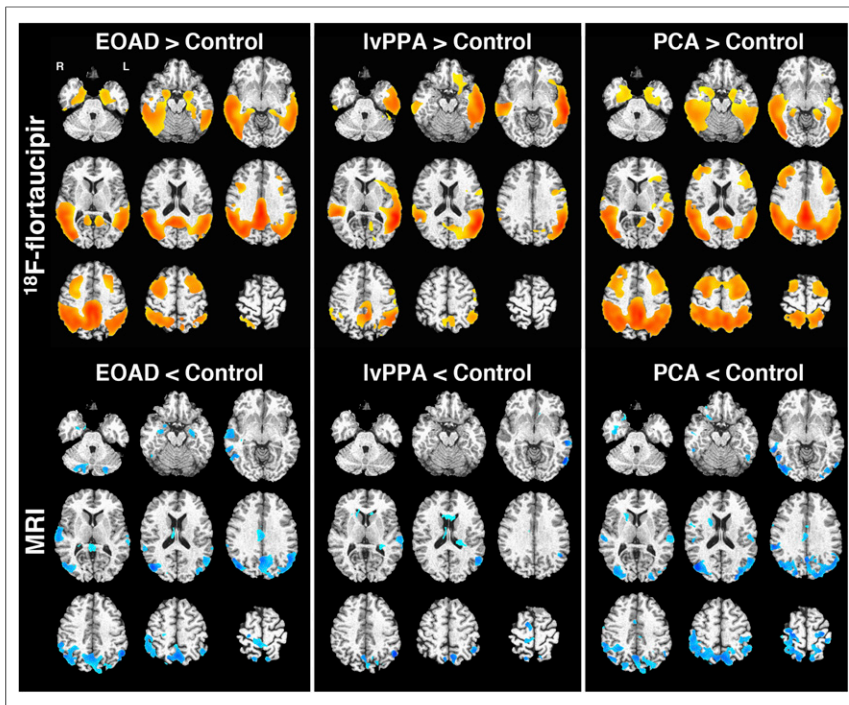 EOAD > Control
lvPPA > Control
PCA > Control
R
L
18F-flortaucipir
EOAD < Control
lvPPA < Control
PCA < Control
MRI